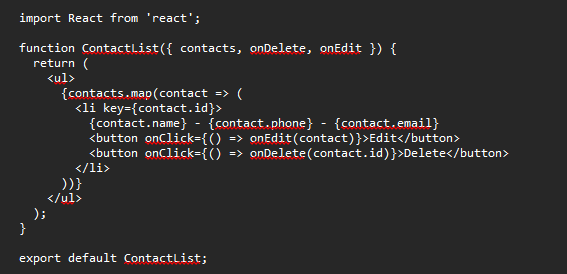 import React from 'react';

function ContactList({ contacts, onDelete, onEdit }) {
  return (
    <ul>
      {contacts.map(contact => (
        <li key={contact.id}>
          {contact.name} - {contact.phone} - {contact.email}
          <button onClick={() => onEdit(contact)}>Edit</button>
          <button onClick={() => onDelete(contact.id)}>Delete</button>
        </li>
      ))}
    </ul>
  );
}

export default ContactList;